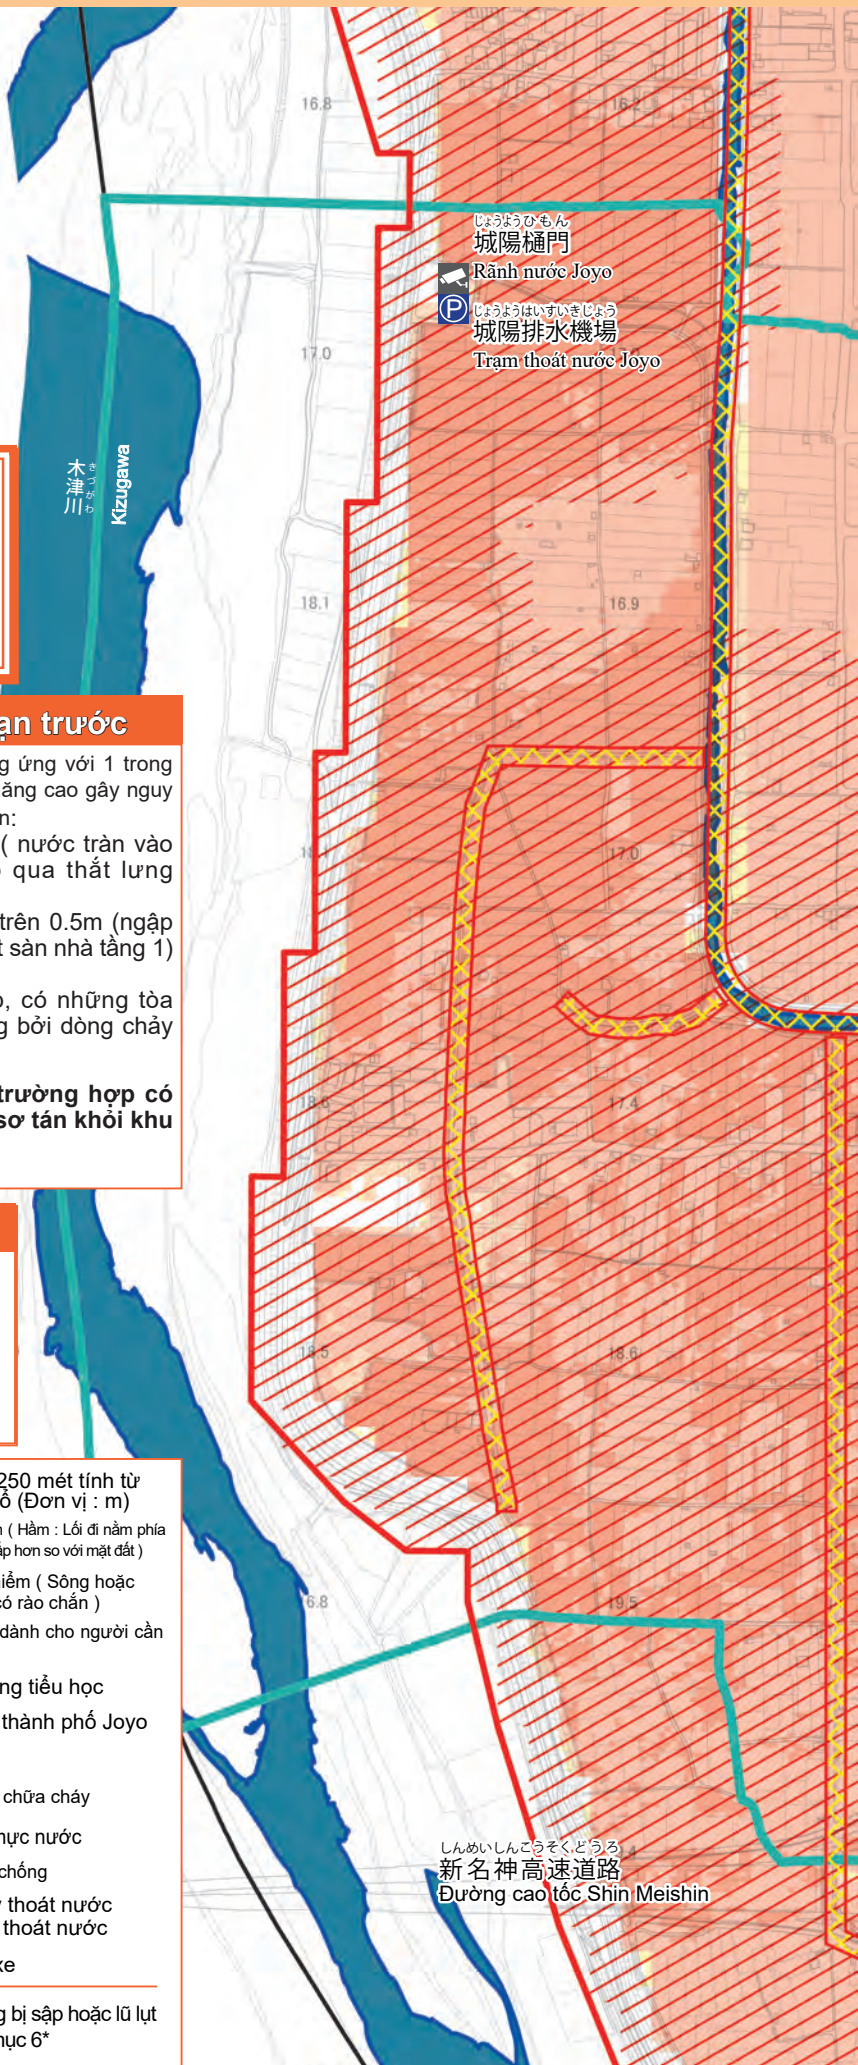 16.8
16.2
じょうようひもん
城陽樋門
Rãnh nước Joyo
P
じょうようはいすいきじょう
城陽排水機場
Trạm thoát nước Joyo
17.0
木津川
きづがわ
Kizugawa
18.1
16.9
ạn trước
g ứng với 1 trong
ăng cao gây nguy
n:
( nước tràn vào
qua thắt lưng
trên 0.5m (ngập
t sàn nhà tầng 1)
o, có những tòa
g bởi dòng chảy
trường hợp có
sơ tán khỏi khu
17.0
17.4
18.6
18.5
18.6
250 mét tính từ
ổ (Đơn vị : m)
n ( Hầm : Lối đi nằm phía
ấp hơn so với mặt đất )
iểm ( Sông hoặc
có rào chắn )
dành cho người cần
ng tiểu học
thành phố Joyo
chữa cháy
nực nước
chống
y thoát nước
thoát nước
xe
g bị sập hoặc lũ lụt
mục 6*
6.8
19.5
しんめいしんこうそくどうろ
新名神高速道路
Đường cao tốc Shin Meishin